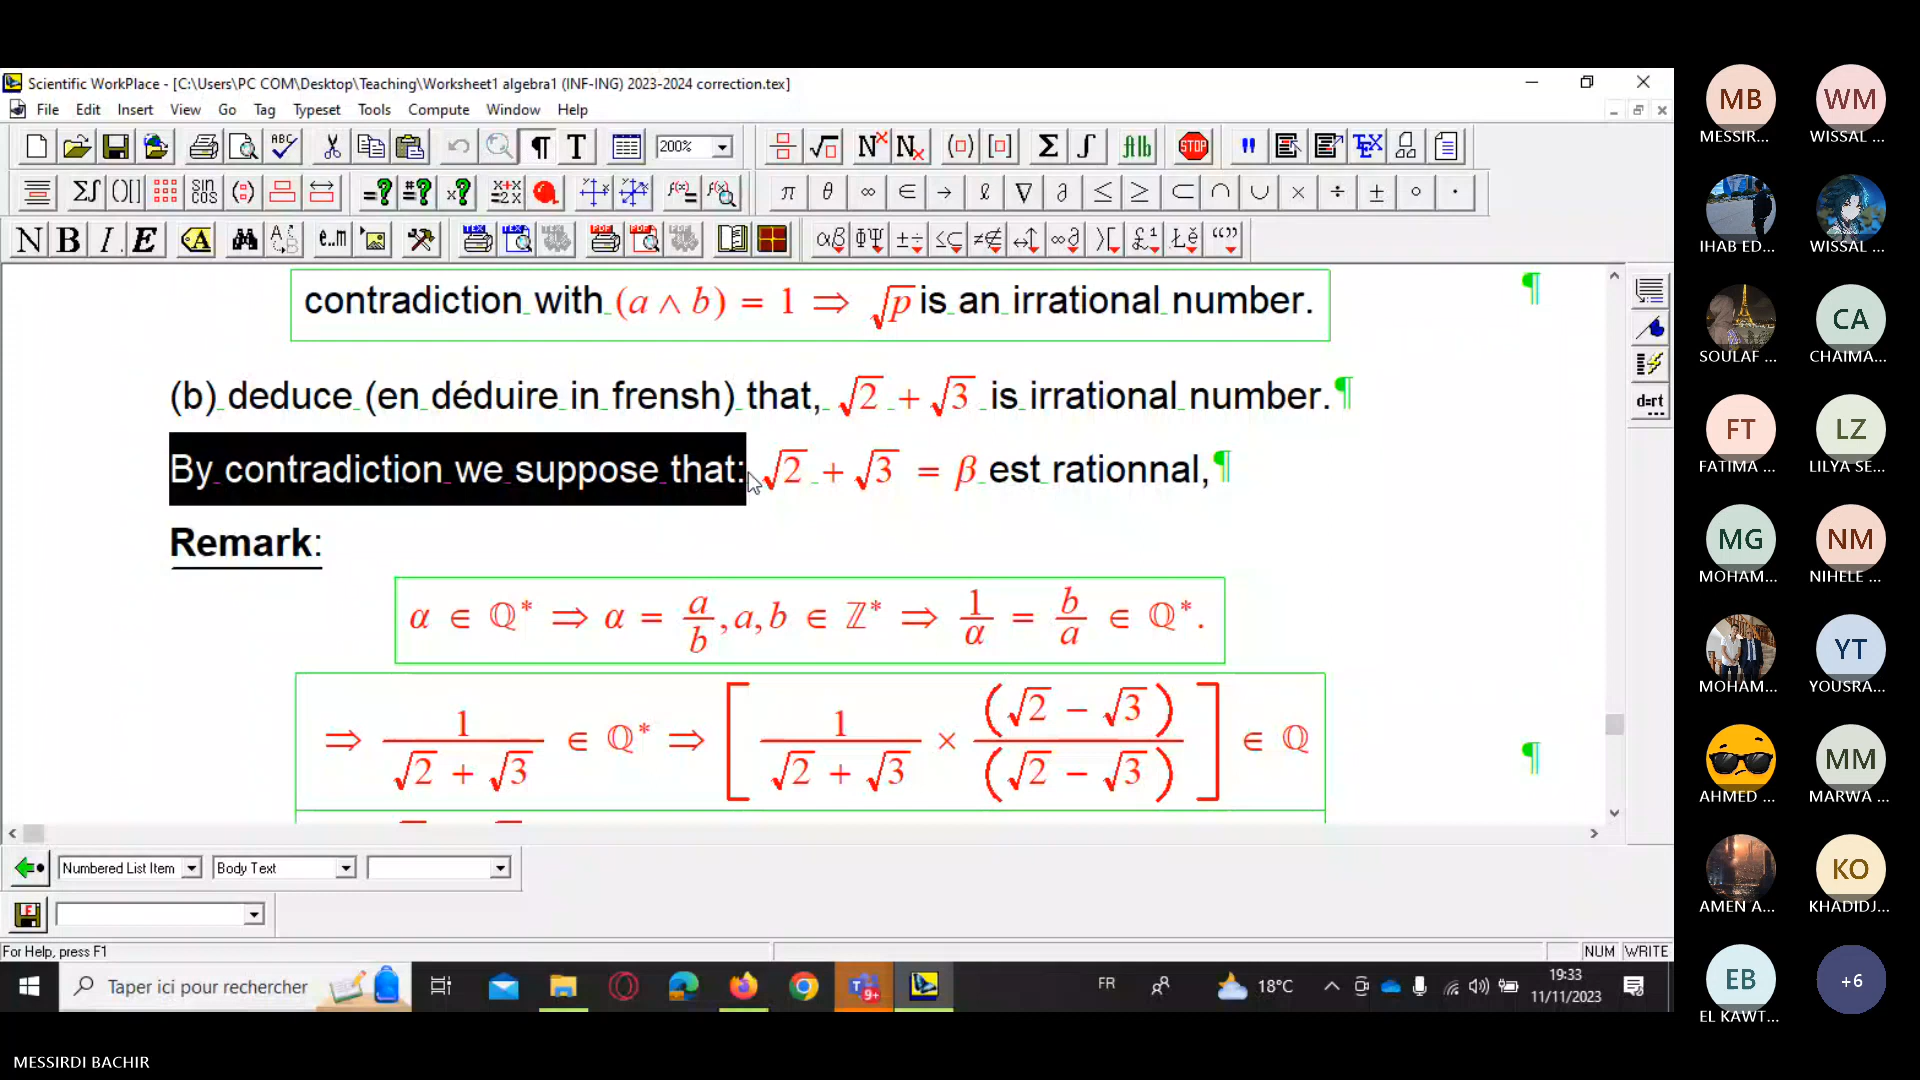 Scientific WorkPlace - [C:\Users\PC COM\Desktop\Teaching\Worksheet1 algebra1 (INF-ING) 2023-2024 correction.tex]
File Edit Insert View Go Tag Typeset Tools Compute Window Help
200%
contradiction with (a ∧ b) = 1 ⇒ √p is an irrational number.
(b) deduce (en déduire in frensh) that, √2 + √3 is irrational number.¶
By contradiction we suppose that: √2 + √3 = β est rationnal,¶
Remark:
α ∈ ℚ* ⇒ α = a/b, a, b ∈ ℤ* ⇒ 1/α = b/a ∈ ℚ*.
⇒ 1/(√2 + √3) ∈ ℚ* ⇒ [ 1/(√2 + √3) × (√2 − √3)/(√2 − √3) ] ∈ ℚ
Numbered List Item Body Text
For Help, press F1
NUM WRITE
Taper ici pour rechercher
9+
FR
18°C
19:33
11/11/2023
MESSIRDI BACHIR
MB WM
MESSIR... WISSAL ...
IHAB ED... WISSAL ...
CA
SOULAF ... CHAIMA...
FT LZ
FATIMA ... LILYA SE...
MG NM
MOHAM... NIHELE ...
YT
MOHAM... YOUSRA...
MM
AHMED ... MARWA ...
KO
AMEN A... KHADIDJ...
EB +6
EL KAWT...